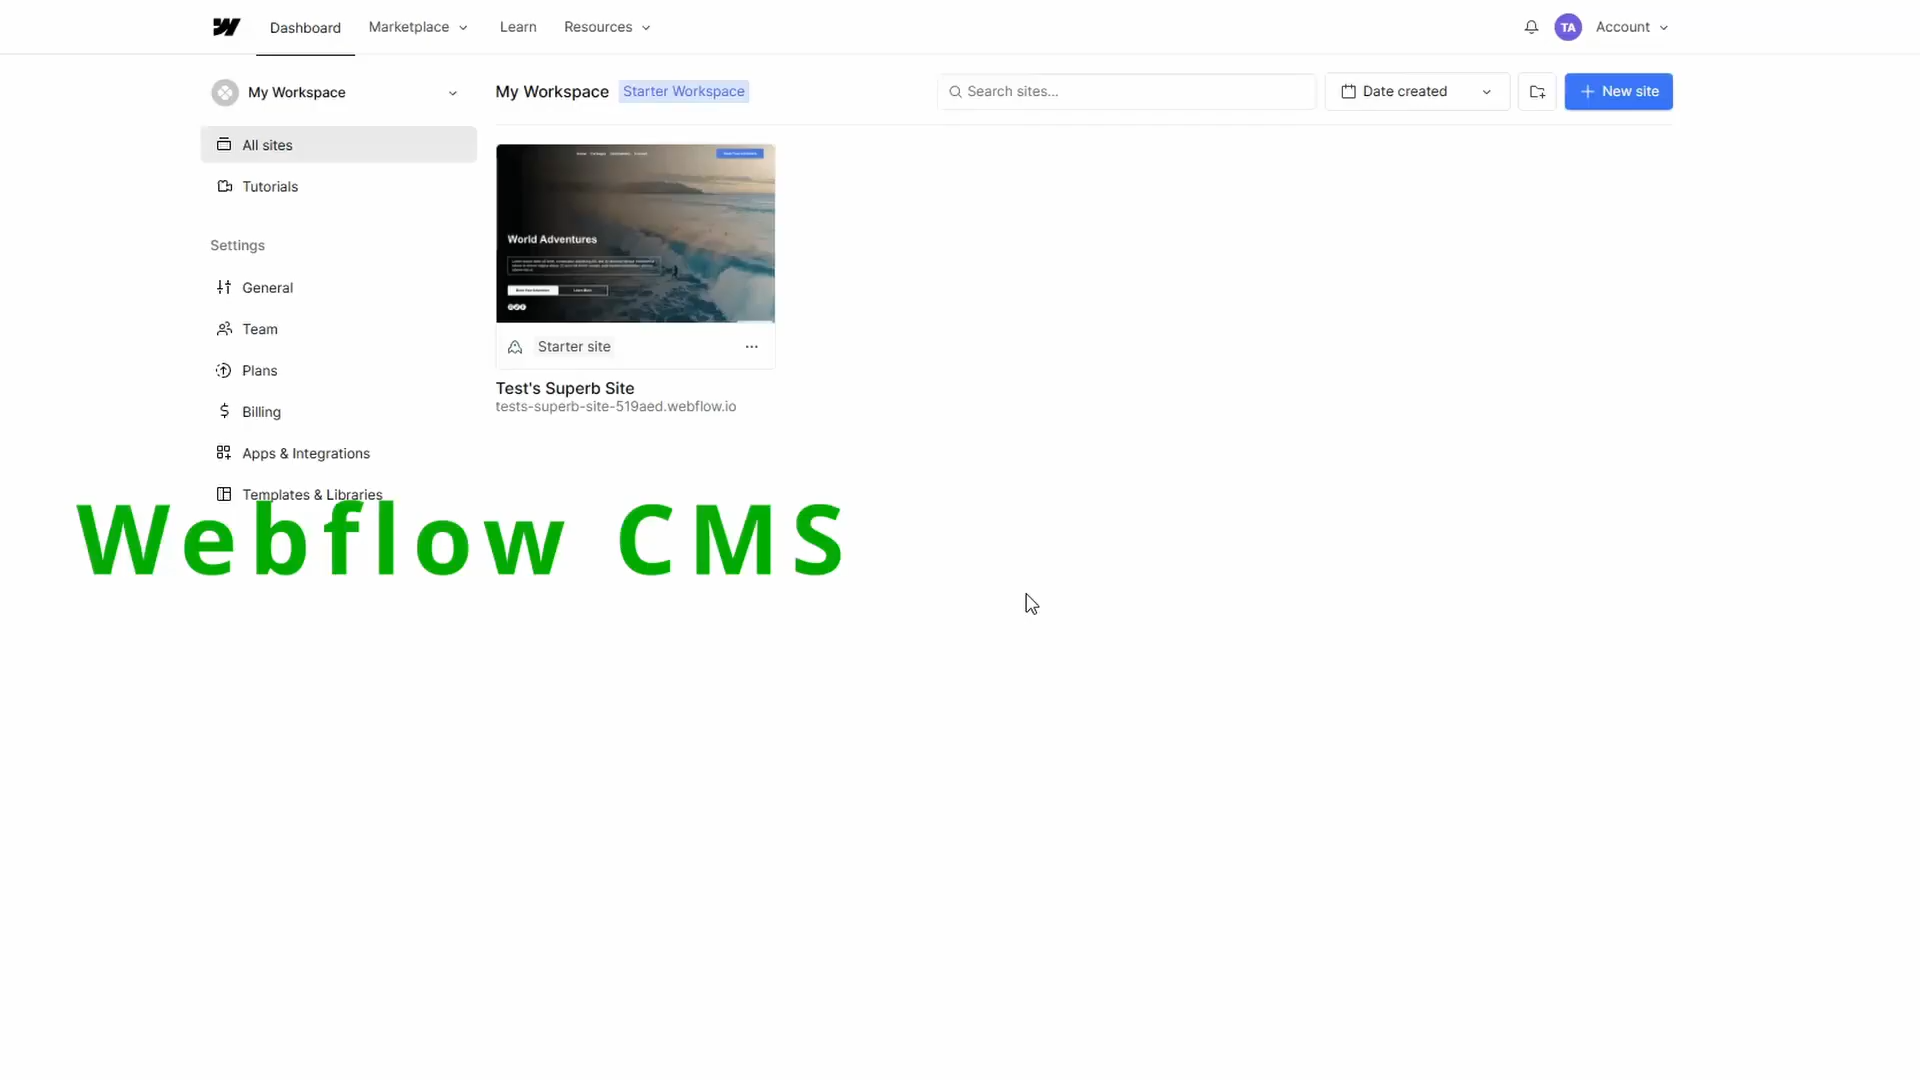 Dashboard
Marketplace
Learn
Resources
TA
Account
My Workspace
My Workspace
Starter Workspace
Search sites...
Date created
New site
All sites
Tutorials
Settings
General
Team
Plans
Billing
Apps & Integrations
Templates & Libraries
World Adventures
Starter site
Test's Superb Site
tests-superb-site-519aed.webflow.io
Webflow CMS